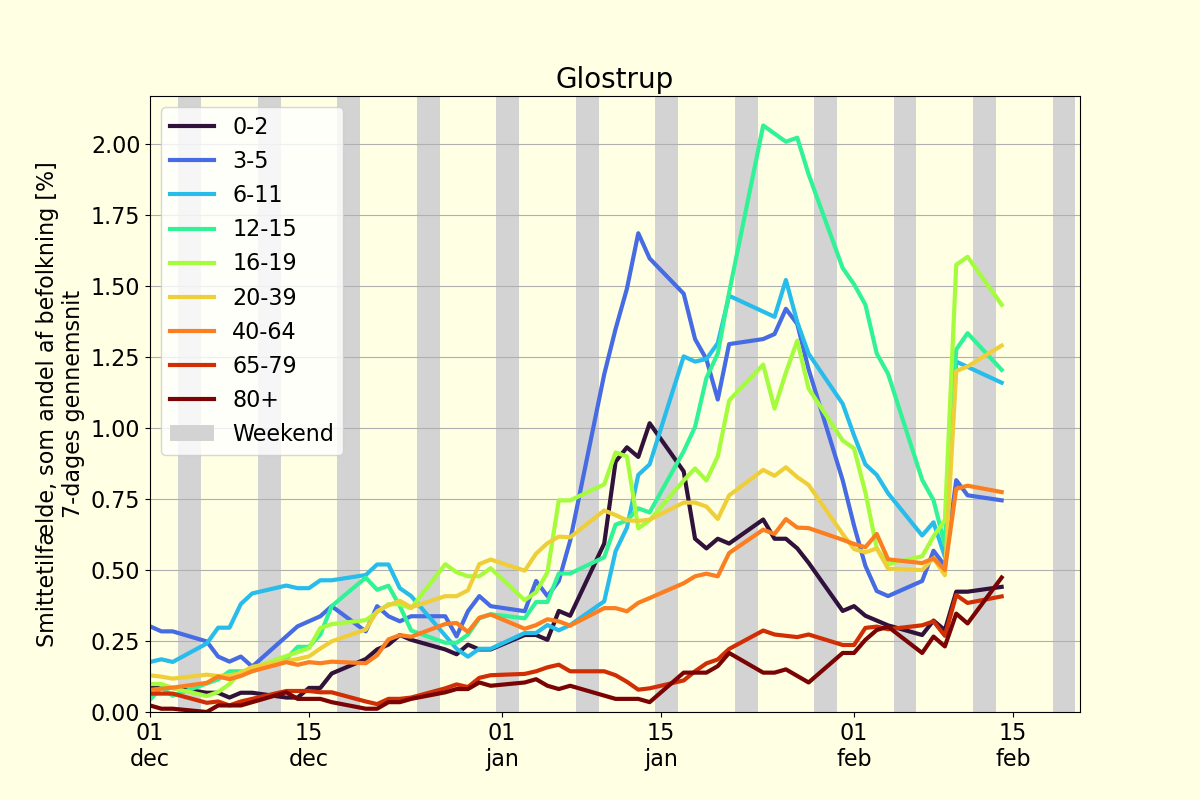 Glostrup
Smittetilfælde, som andel af befolkning [%]
7-dages gennemsnit
2.00
1.75
1.50
1.25
1.00
0.75
0.50
0.25
0.00
0-2
3-5
6-11
12-15
16-19
20-39
40-64
65-79
80+
Weekend
01
dec
15
dec
01
jan
15
jan
01
feb
15
feb